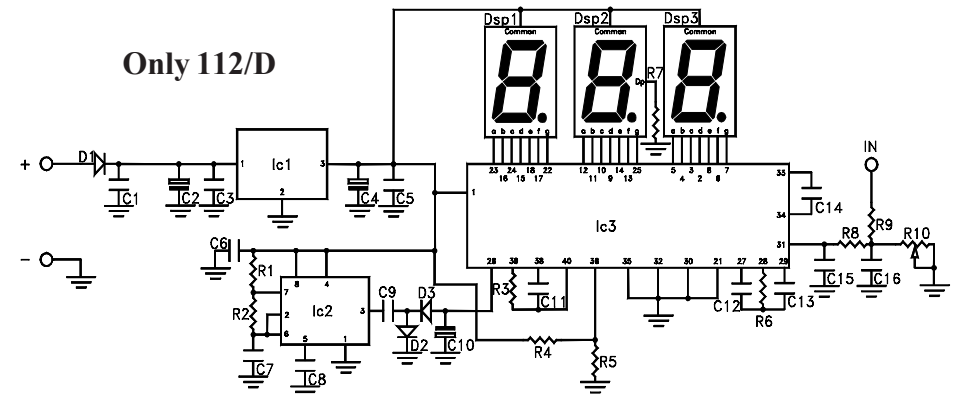 Only 112/D
Dsp1 Dsp2 Dsp3
Common Common Common
R7
Dp
a b c d e f g a b c d e f g a b c d e f g
23 24 18 22 12 10 14 25 5 3 8 7
16 15 17 11 9 13 4 2 6
+ D1 1 Ic1 3
2
C1 C2 C3 C4 C5
1 Ic3
35
C14
34
IN
R9
31 R8 R10
C15 C16
-
C6
R1
R2
8 4
7
2 Ic2 3
6
5 1
C7 C8
C9 D3
D2 C10
26 39 38 40 36 35 32 30 21 27 28 29
R3 C11
R4 R5
C12 R6 C13